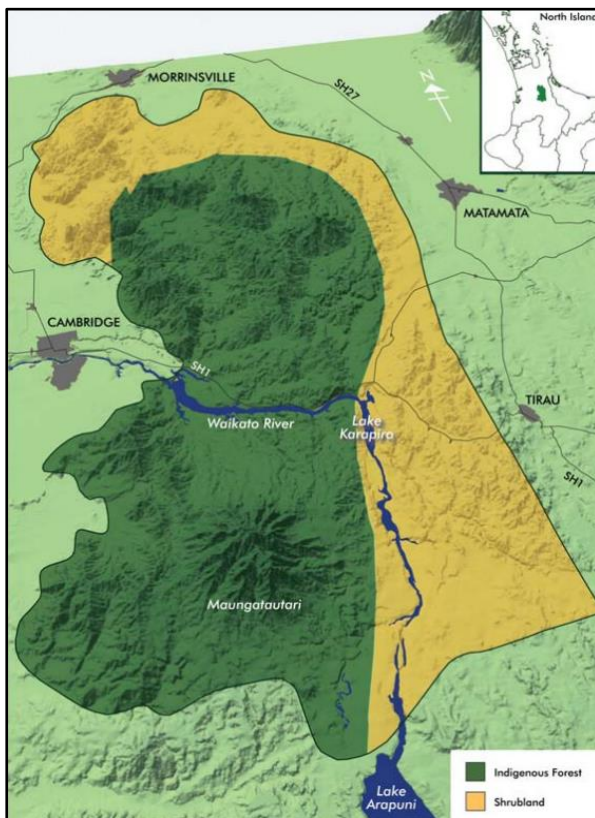 North Island
MORRINSVILLE
SH27
N
MATAMATA
CAMBRIDGE
SH1
Waikato River
Lake
Karapiro
TIRAU
SH1
Maungatautari
Lake
Arapuni
Indigenous Forest
Shrubland